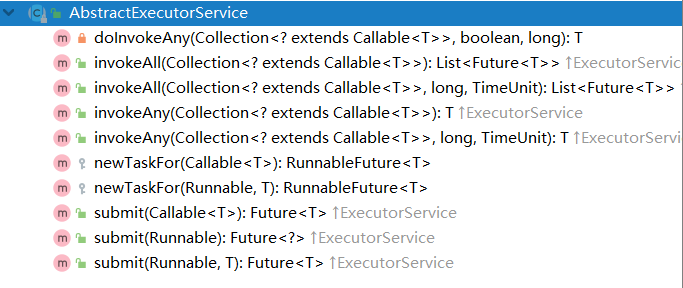 AbstractExecutorService
doInvokeAny(Collection<? extends Callable<T>>, boolean, long): T
invokeAll(Collection<? extends Callable<T>>): List<Future<T>> ↑ExecutorService
invokeAll(Collection<? extends Callable<T>>, long, TimeUnit): List<Future<T>> ↑
invokeAny(Collection<? extends Callable<T>>): T ↑ExecutorService
invokeAny(Collection<? extends Callable<T>>, long, TimeUnit): T ↑ExecutorService
newTaskFor(Callable<T>): RunnableFuture<T>
newTaskFor(Runnable, T): RunnableFuture<T>
submit(Callable<T>): Future<T> ↑ExecutorService
submit(Runnable): Future<?> ↑ExecutorService
submit(Runnable, T): Future<T> ↑ExecutorService